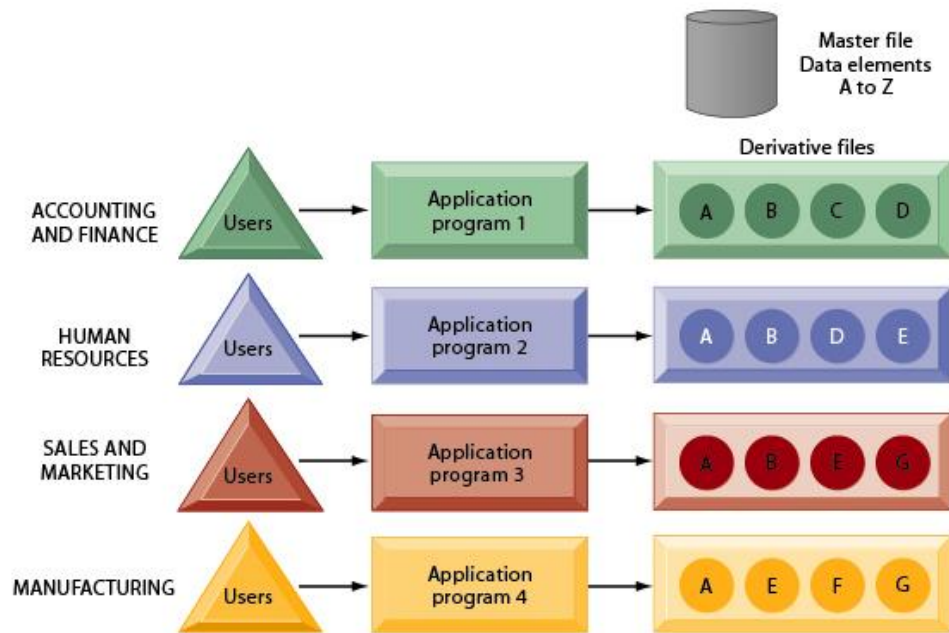 Master file
Data elements
A to Z
Derivative files
ACCOUNTING
AND FINANCE
Users
Application
program 1
A B C D
HUMAN
RESOURCES
Users
Application
program 2
A B D E
SALES AND
MARKETING
Users
Application
program 3
A B E G
MANUFACTURING
Users
Application
program 4
A E F G